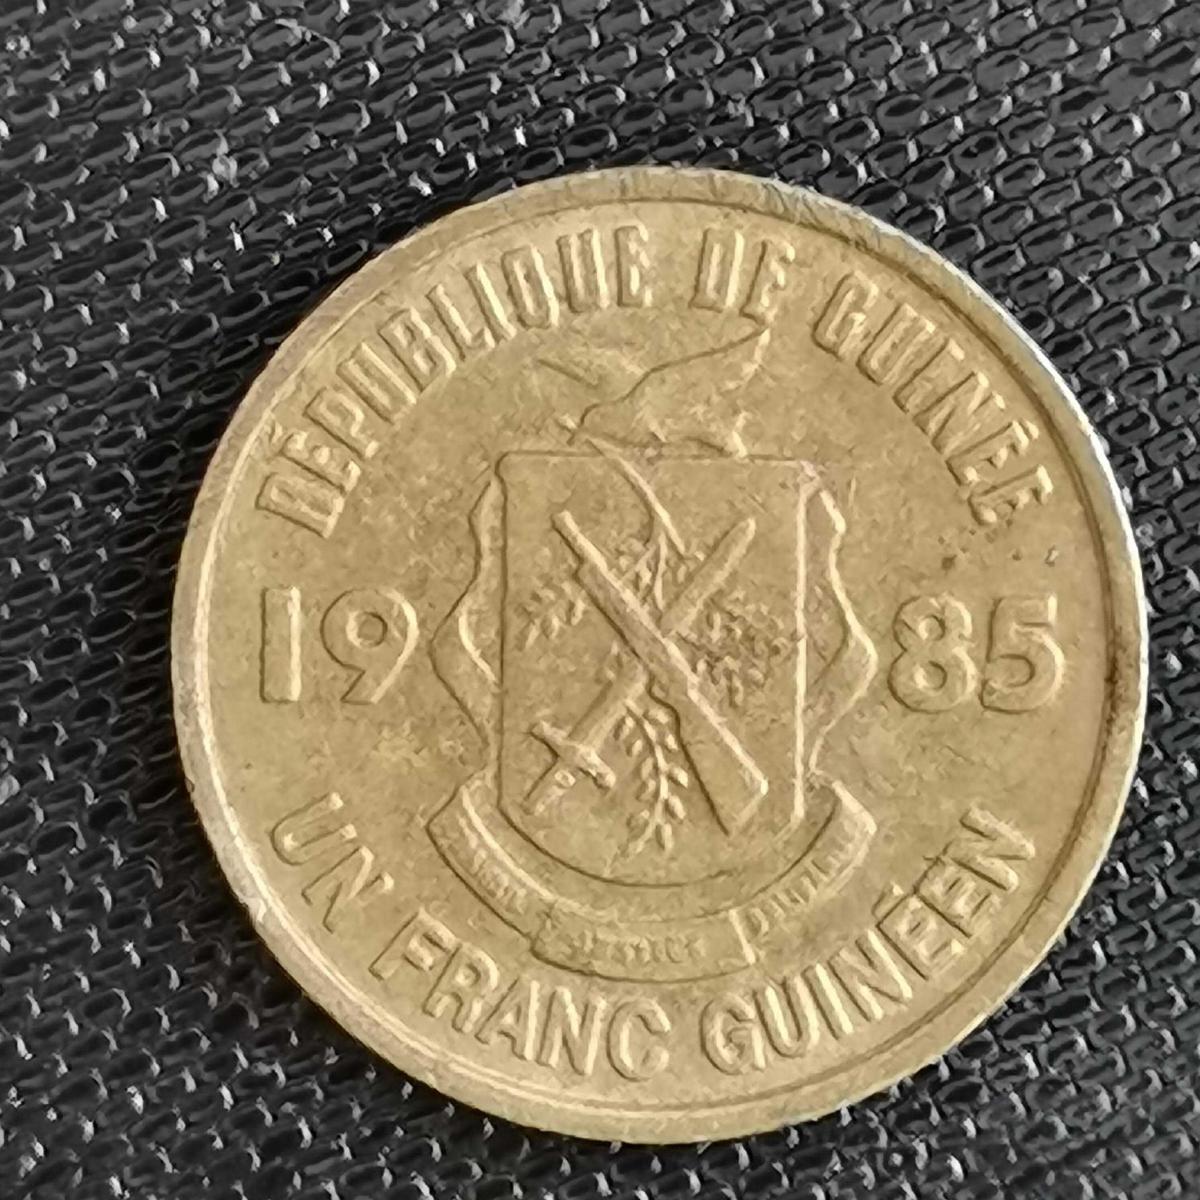 RÉPUBLIQUE DE GUINÉE
1985
UN FRANC GUINÉEN